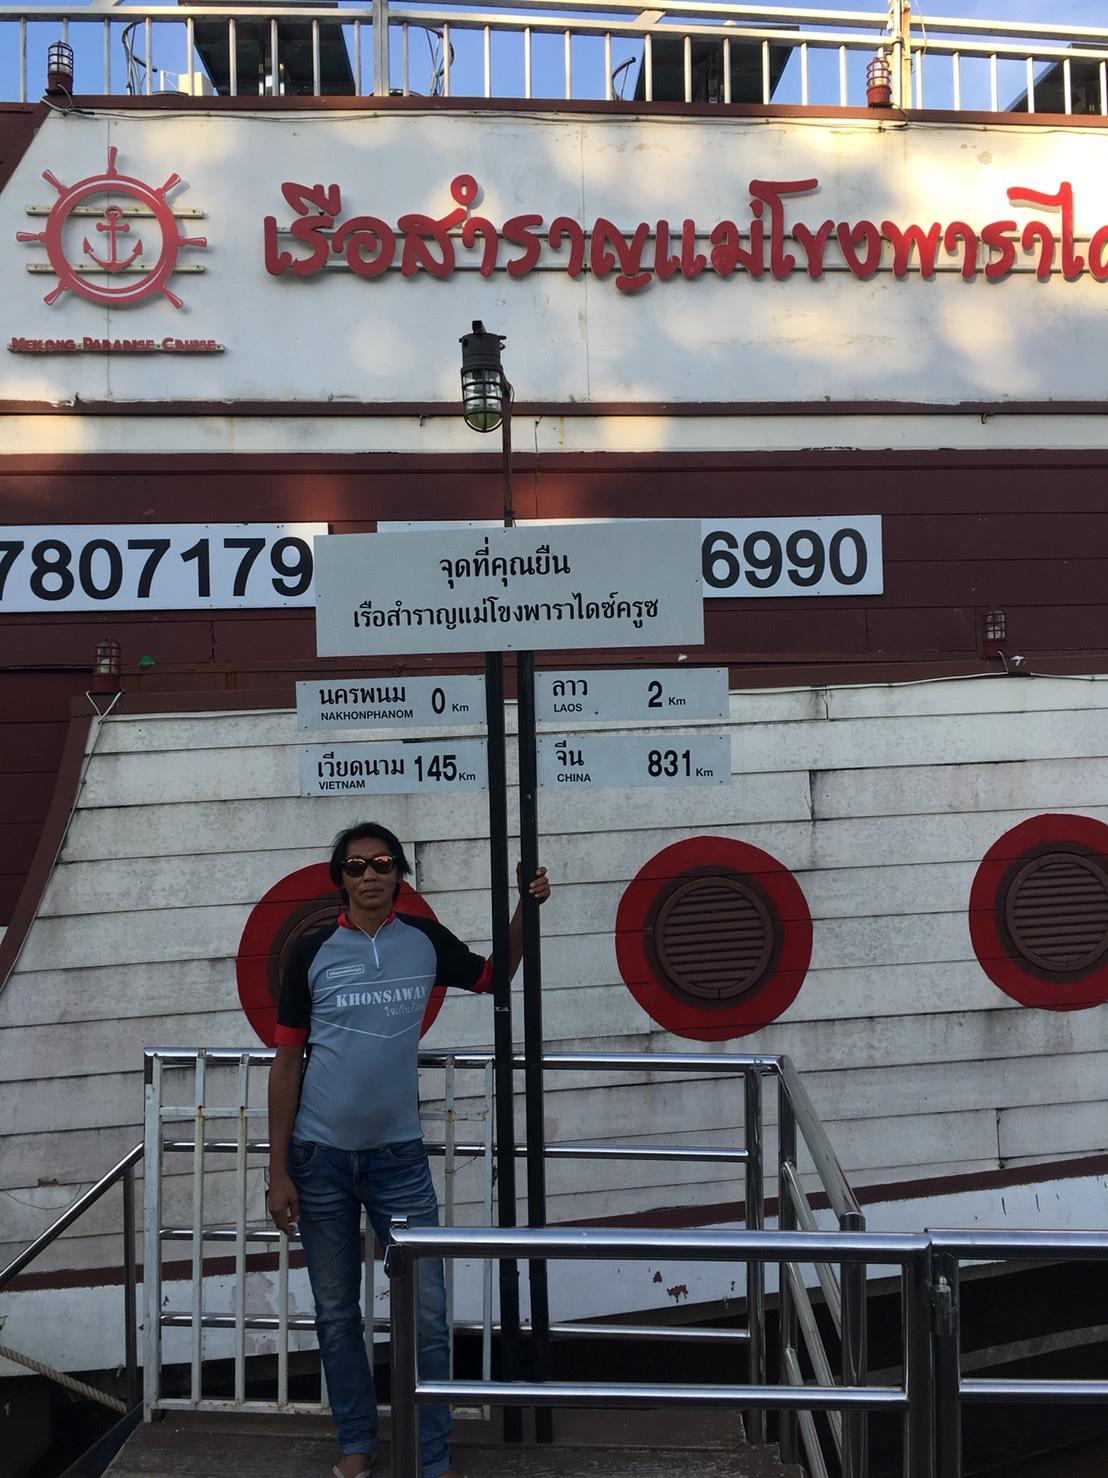 เรือสำราญแม่โขงพาราได
MEKONG PARADISE CRUISE
7807179
6990
จุดที่คุณยืน
เรือสำราญแม่โขงพาราไดซ์ครูซ
นครพนม 0 Km
NAKHONPHANOM
ลาว 2 Km
LAOS
เวียดนาม 145 Km
VIETNAM
จีน 831 Km
CHINA
KHONSAWAN